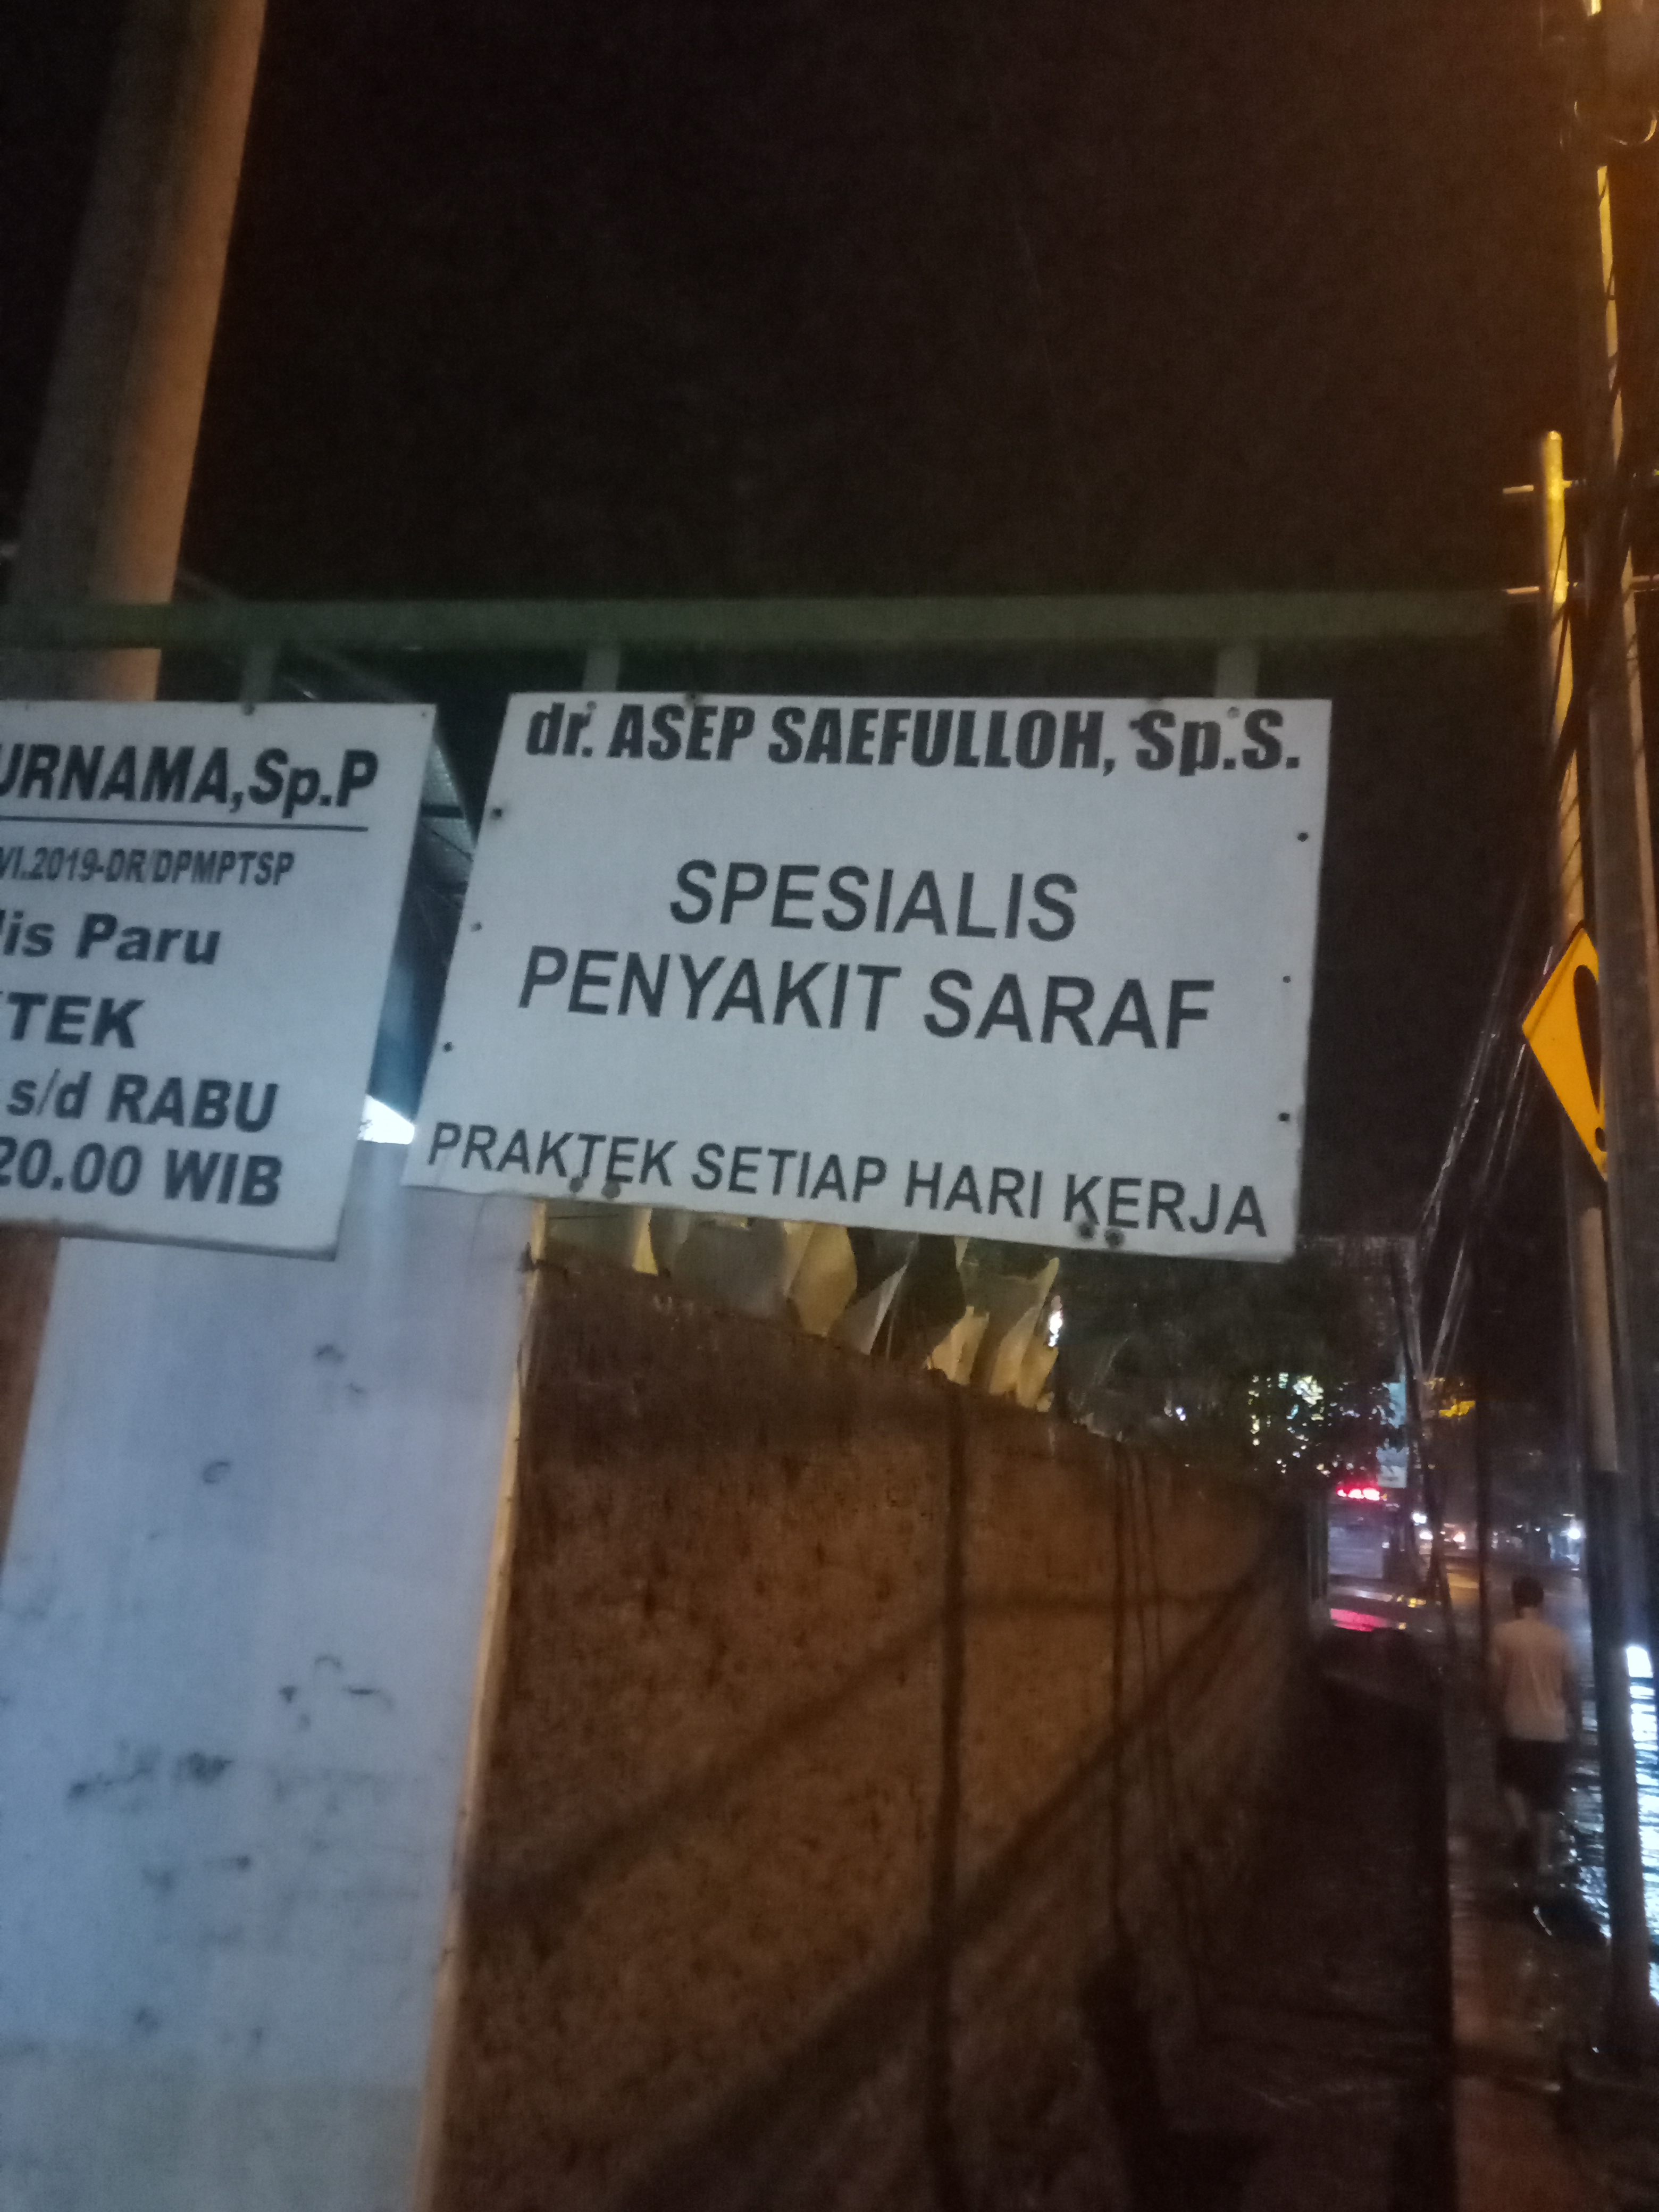 URNAMA,Sp.P
VI.2019-DR/DPMPTSP
lis Paru
TEK
s/d RABU
20.00 WIB
dr. ASEP SAEFULLOH, Sp.S.
SPESIALIS
PENYAKIT SARAF
PRAKTEK SETIAP HARI KERJA